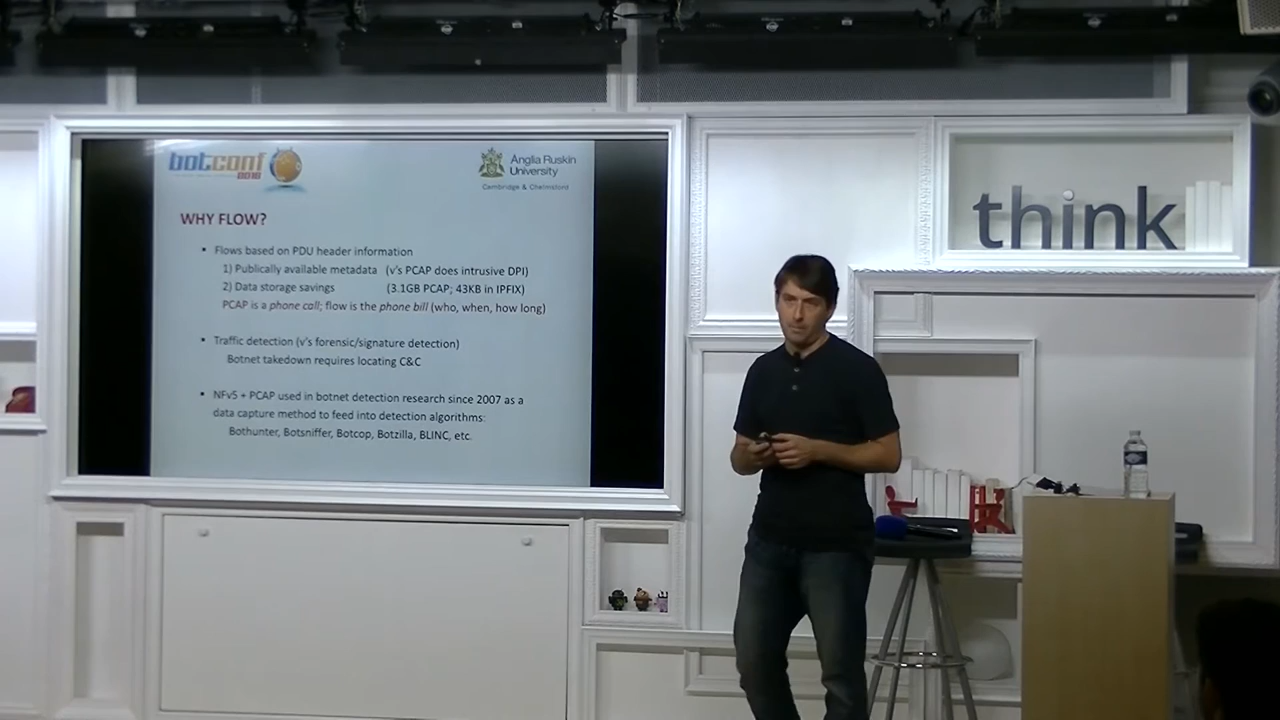 botconf
2015
Anglia Ruskin
University
Cambridge & Chelmsford
WHY FLOW?
▪ Flows based on PDU header information
1) Publically available metadata (v's PCAP does intrusive DPI)
2) Data storage savings (3.1GB PCAP; 43KB in IPFIX)
PCAP is a phone call; flow is the phone bill (who, when, how long)
▪ Traffic detection (v's forensic/signature detection)
Botnet takedown requires locating C&C
▪ NFv5 + PCAP used in botnet detection research since 2007 as a
data capture method to feed into detection algorithms:
Bothunter, Botsniffer, Botcop, Botzilla, BLINC, etc.
think